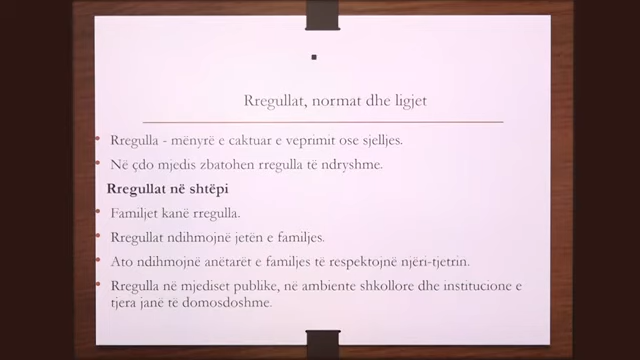 Rregullat, normat dhe ligjet
Rregulla - mënyrë e caktuar e veprimit ose sjelljes.
Në çdo mjedis zbatohen rregulla të ndryshme.
Rregullat në shtëpi
Familjet kanë rregulla.
Rregullat ndihmojnë jetën e familjes.
Ato ndihmojnë anëtarët e familjes të respektojnë njëri-tjetrin.
Rregulla në mjediset publike, në ambiente shkollore dhe institucione e
tjera janë të domosdoshme.